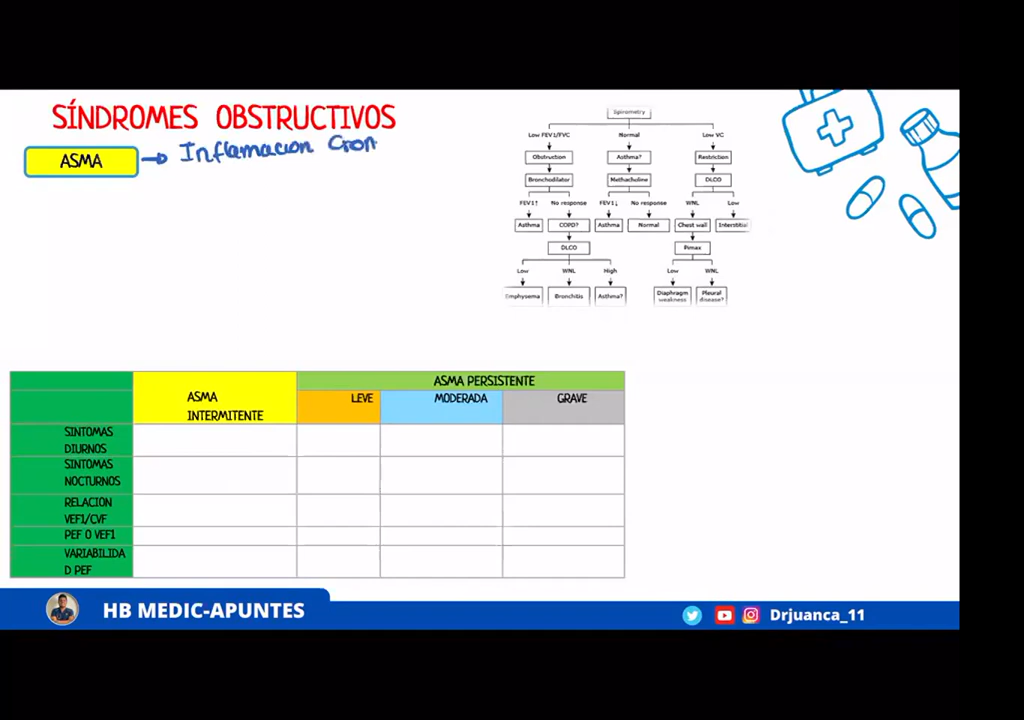 SÍNDROMES OBSTRUCTIVOS
ASMA → Inflamacion Cron
Spirometry
Low FEV1/FVC Normal Low VC
Obstruction Asthma? Restriction
Bronchodilator Methacholine DLCO
FEV1↑ No response FEV1↓ No response WNL Low
Asthma COPD? Asthma Normal Chest wall Interstitial
DLCO Pimax
Low WNL High Low WNL
Emphysema Bronchitis Asthma? Diaphragm weakness Pleural disease?
ASMA PERSISTENTE
ASMA INTERMITENTE LEVE MODERADA GRAVE
SINTOMAS
DIURNOS
SINTOMAS
NOCTURNOS
RELACION
VEF1/CVF
PEF O VEF1
VARIABILIDA
D PEF
HB MEDIC-APUNTES
Drjuanca_11